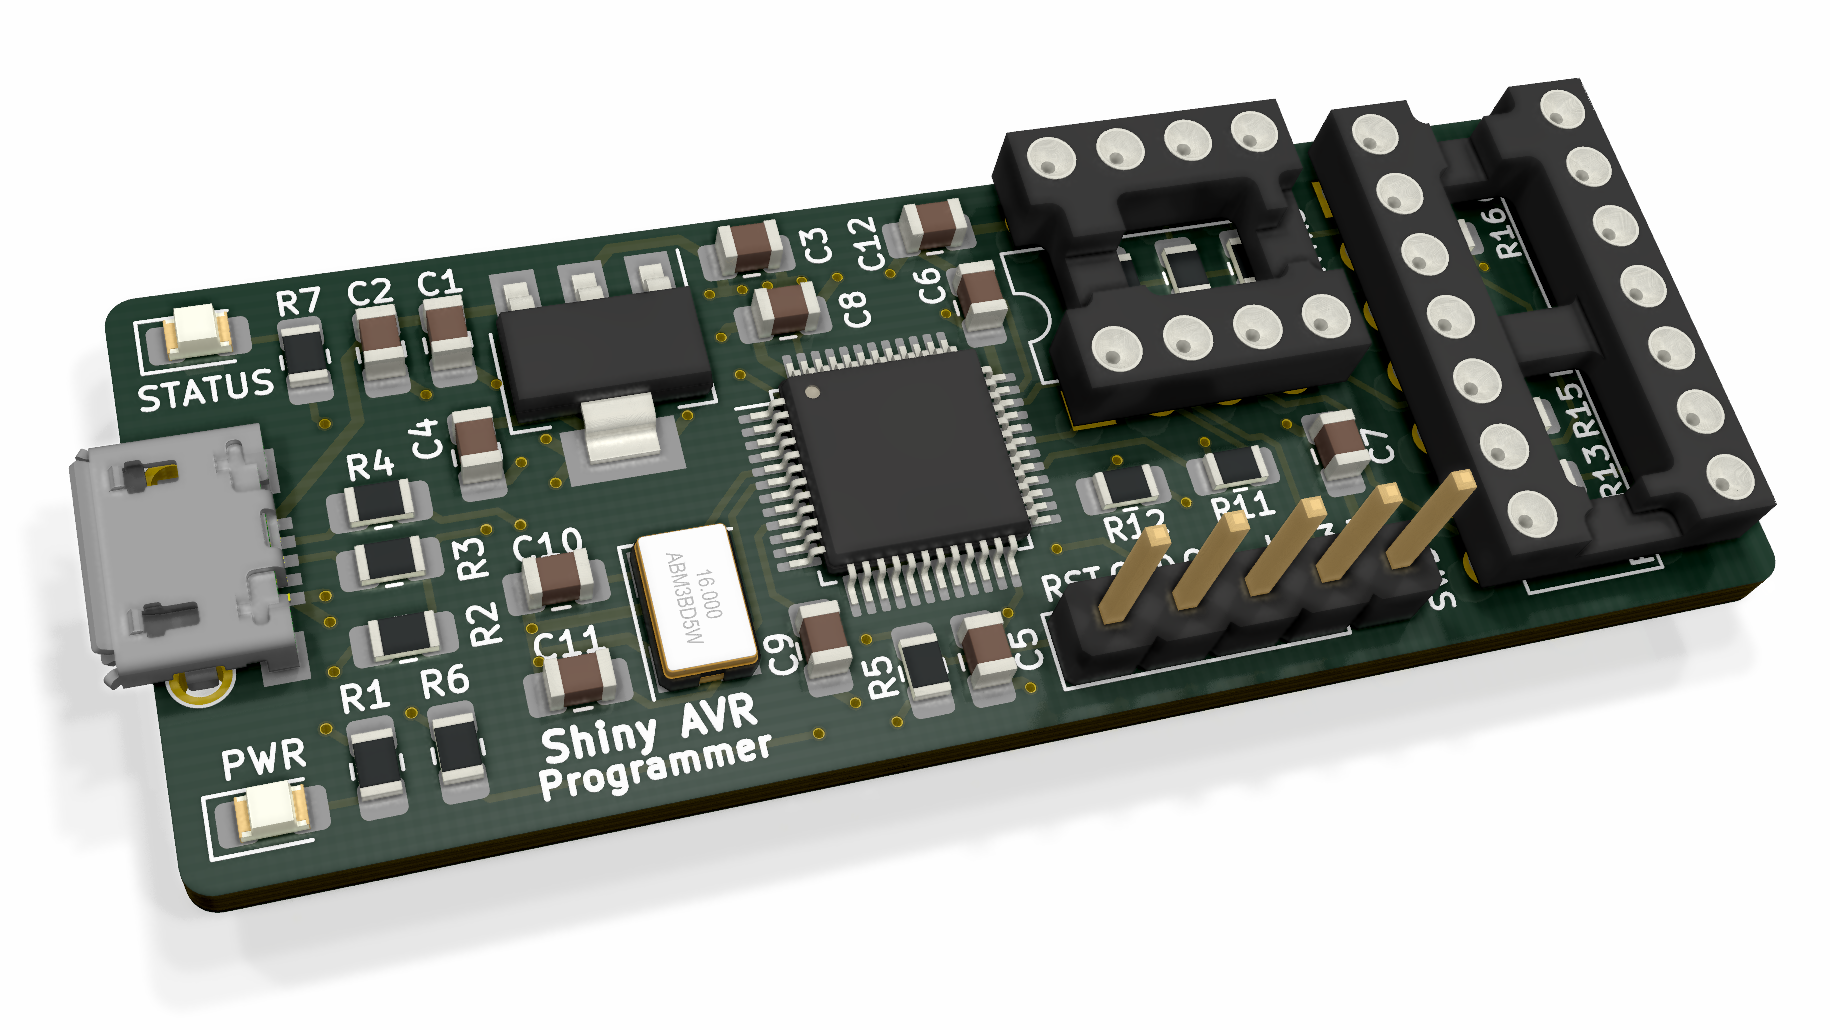 STATUS
R7
C2
C1
C3
C12
C8
C6
C4
R4
R3
R2
R1
R6
PWR
C10
C11
16.000
ABM3BD5W
Shiny AVR
Programmer
C9
R5
C5
R12
R11
C7
RST
R16
R15
R13